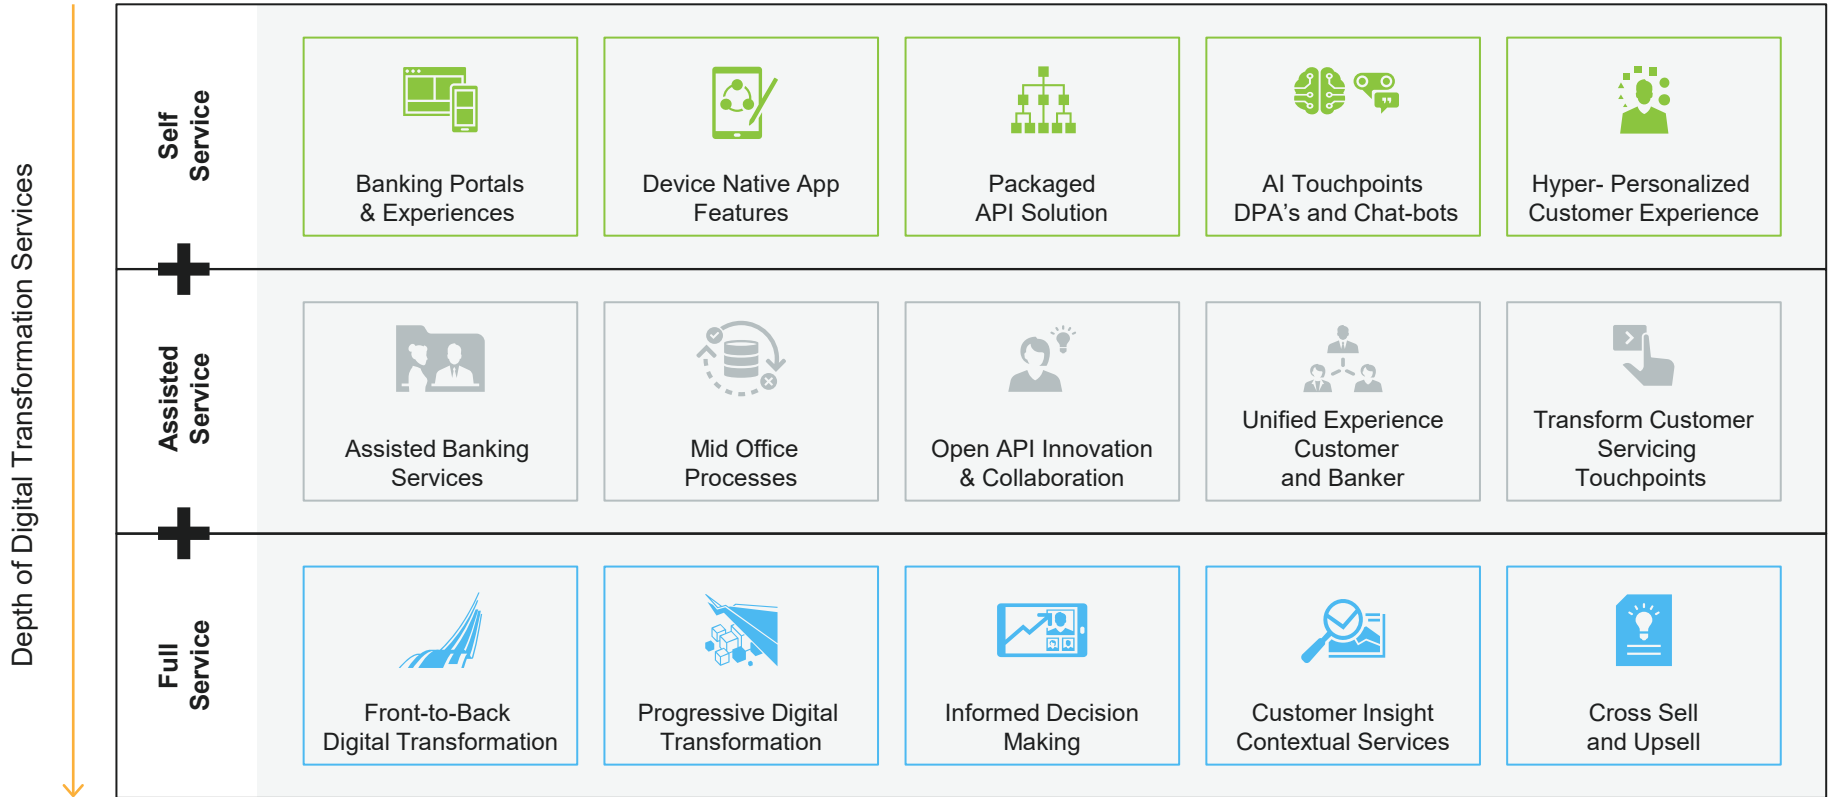 Depth of Digital Transformation Services
Self
Service
Banking Portals
& Experiences
Device Native App
Features
Packaged
API Solution
AI Touchpoints
DPA's and Chat-bots
Hyper- Personalized
Customer Experience
Assisted
Service
Assisted Banking
Services
Mid Office
Processes
Open API Innovation
& Collaboration
Unified Experience
Customer
and Banker
Transform Customer
Servicing
Touchpoints
Full
Service
Front-to-Back
Digital Transformation
Progressive Digital
Transformation
Informed Decision
Making
Customer Insight
Contextual Services
Cross Sell
and Upsell